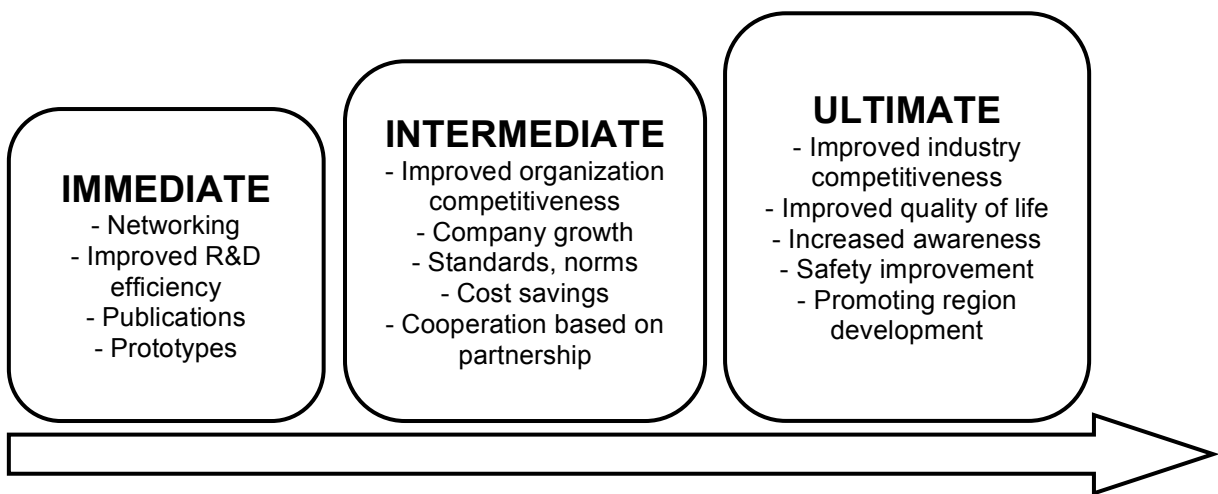 IMMEDIATE
- Networking
- Improved R&D
efficiency
- Publications
- Prototypes
INTERMEDIATE
- Improved organization
competitiveness
- Company growth
- Standards, norms
- Cost savings
- Cooperation based on
partnership
ULTIMATE
- Improved industry
competitiveness
- Improved quality of life
- Increased awareness
- Safety improvement
- Promoting region
development